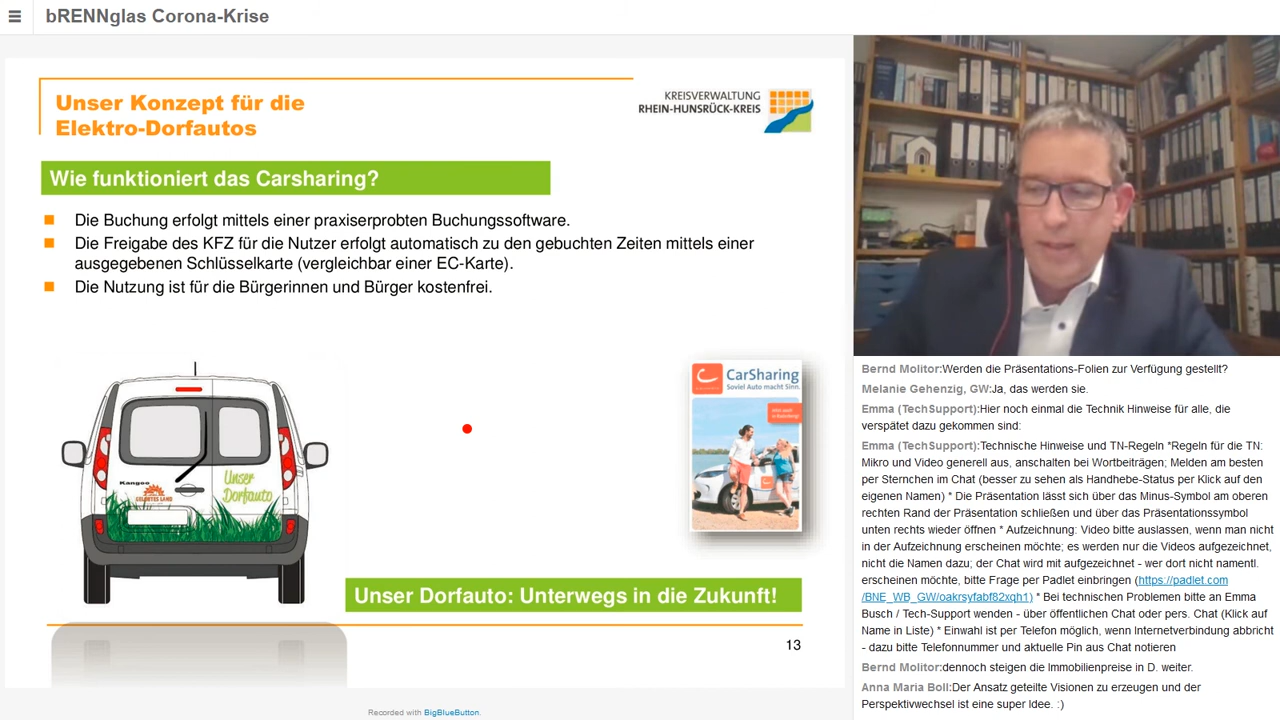 bRENNglas Corona-Krise
Unser Konzept für die
Elektro-Dorfautos
KREISVERWALTUNG
RHEIN-HUNSRÜCK-KREIS
Wie funktioniert das Carsharing?
Die Buchung erfolgt mittels einer praxiserprobten Buchungssoftware.
Die Freigabe des KFZ für die Nutzer erfolgt automatisch zu den gebuchten Zeiten mittels einer
ausgegebenen Schlüsselkarte (vergleichbar einer EC-Karte).
Die Nutzung ist für die Bürgerinnen und Bürger kostenfrei.
Kangoo
Unser
Dorfauto
CarSharing
Soviel Auto macht Sinn.
Unser Dorfauto: Unterwegs in die Zukunft!
13
Recorded with BigBlueButton.
Bernd Molitor:Werden die Präsentations-Folien zur Verfügung gestellt?
Melanie Gehenzig, GW:Ja, das werden sie.
Emma (TechSupport):Hier noch einmal die Technik Hinweise für alle, die
verspätet dazu gekommen sind:
Emma (TechSupport):Technische Hinweise und TN-Regeln *Regeln für die TN:
Mikro und Video generell aus, anschalten bei Wortbeiträgen; Melden am besten
per Sternchen im Chat (besser zu sehen als Handhebe-Status per Klick auf den
eigenen Namen) * Die Präsentation lässt sich über das Minus-Symbol am oberen
rechten Rand der Präsentation schließen und über das Präsentationssymbol
unten rechts wieder öffnen * Aufzeichnung: Video bitte auslassen, wenn man nicht
in der Aufzeichnung erscheinen möchte; es werden nur die Videos aufgezeichnet,
nicht die Namen dazu; der Chat wird mit aufgezeichnet - wer dort nicht namentl.
erscheinen möchte, bitte Frage per Padlet einbringen (https://padlet.com
/BNE_WB_GW/oakrsyfabf82xqh1) * Bei technischen Problemen bitte an Emma
Busch / Tech-Support wenden - über öffentlichen Chat oder pers. Chat (Klick auf
Name in Liste) * Einwahl ist per Telefon möglich, wenn Internetverbindung abbricht
- dazu bitte Telefonnummer und aktuelle Pin aus Chat notieren
Bernd Molitor:dennoch steigen die Immobilienpreise in D. weiter.
Anna Maria Boll:Der Ansatz geteilte Visionen zu erzeugen und der
Perspektivwechsel ist eine super Idee. :)